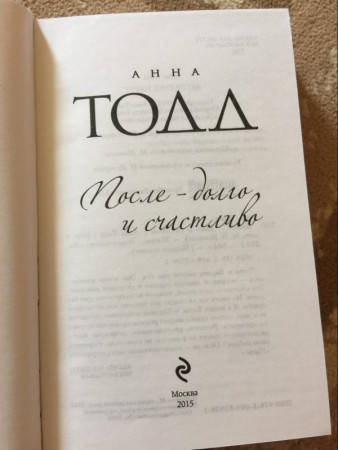 АННА
ТОДД
После – долго
и счастливо
Москва
2015